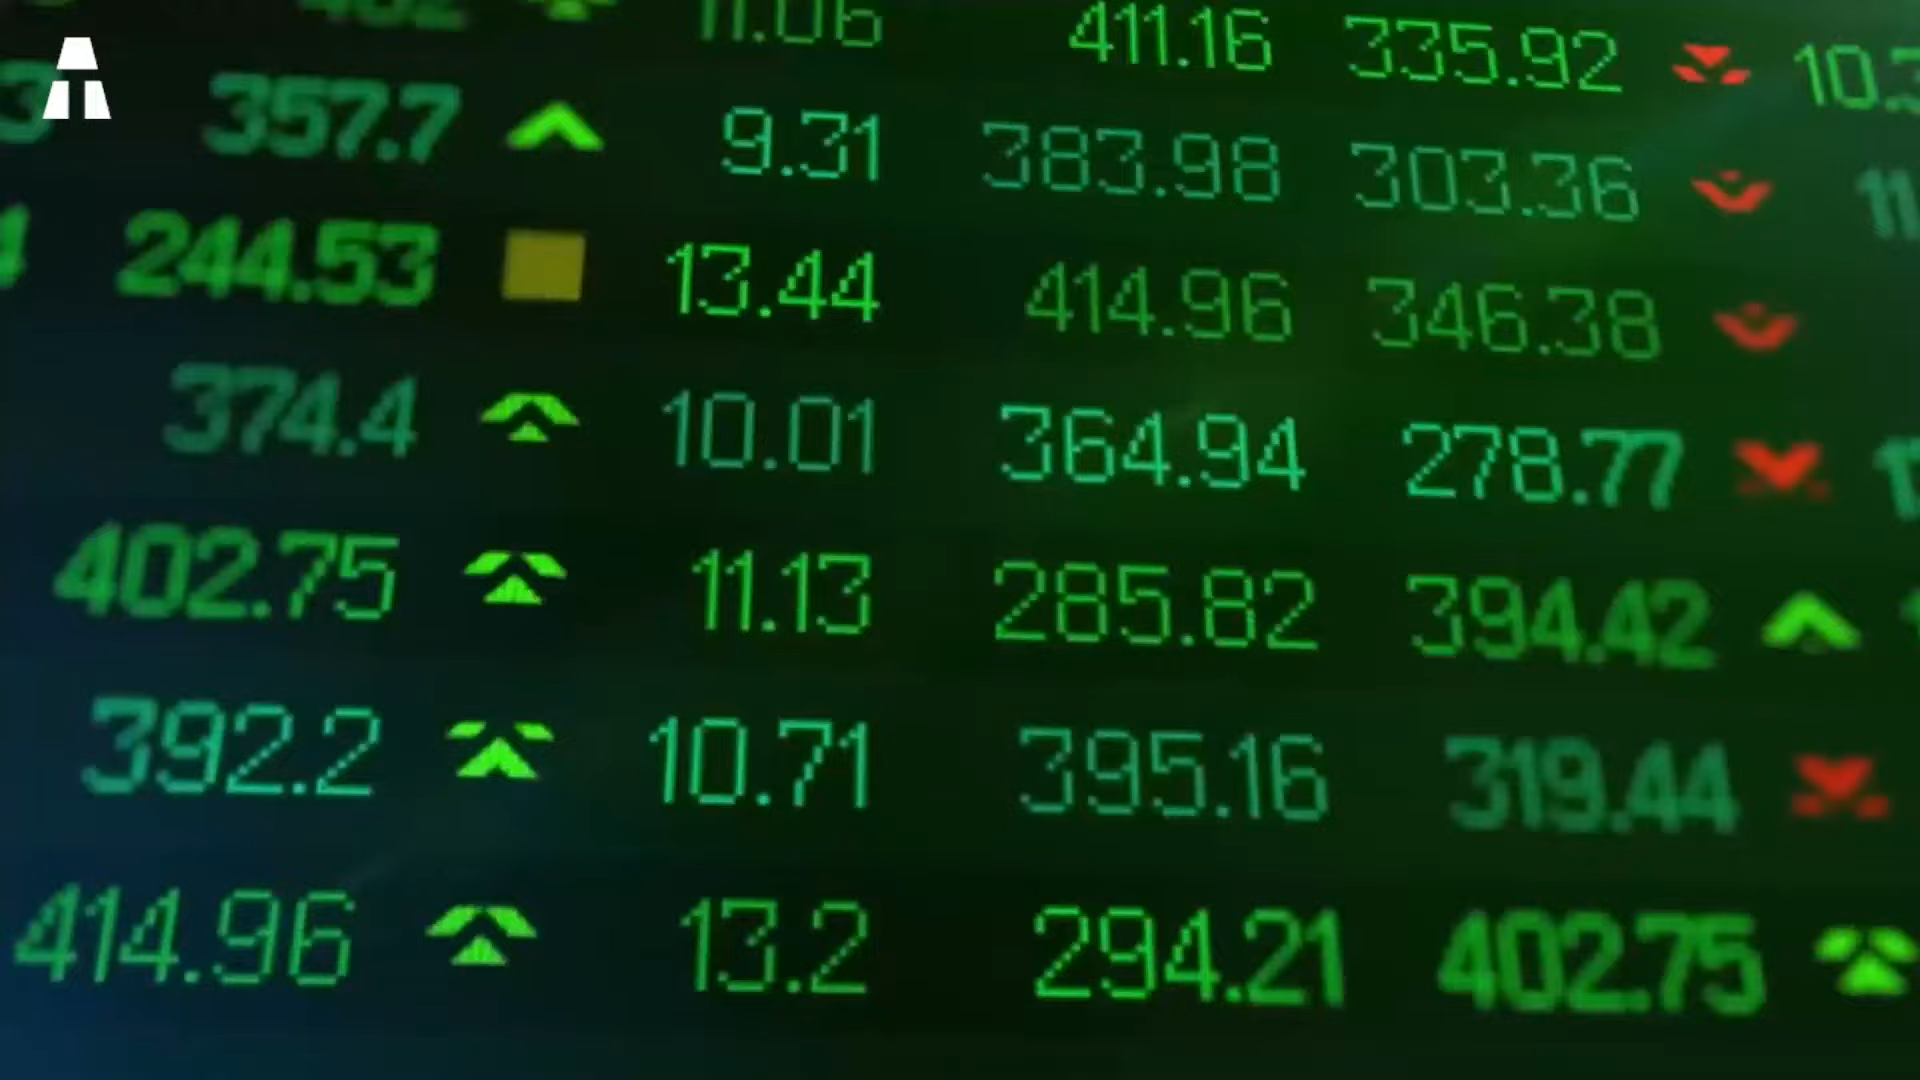 11.06 411.16 335.92
357.7 9.31 383.98 303.36
244.53 13.44 414.96 346.38
374.4 10.01 364.94 278.77
402.75 11.13 285.82 394.42
392.2 10.71 395.16 319.44
414.96 13.2 294.21 402.75